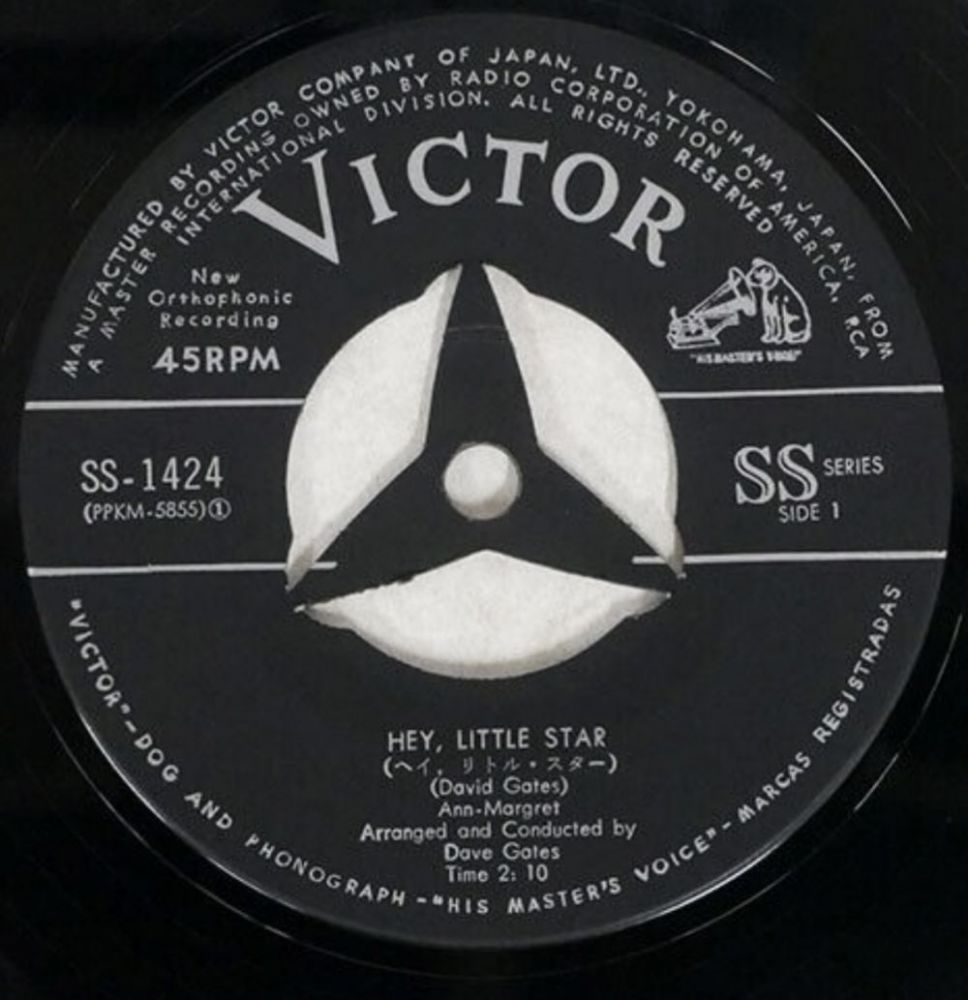 MANUFACTURED BY VICTOR COMPANY OF JAPAN, LTD., YOKOHAMA, JAPAN, FROM
A MASTER RECORDING OWNED BY RADIO CORPORATION OF AMERICA, RCA
INTERNATIONAL DIVISION. ALL RIGHTS RESERVED
VICTOR
New
Orthophonic
Recording
45RPM
"HIS MASTER'S VOICE"
SS-1424
(PPKM-5855)①
SS SERIES
SIDE 1
HEY, LITTLE STAR
(ヘイ, リトル・スター)
(David Gates)
Ann-Margret
Arranged and Conducted by
Dave Gates
Time 2: 10
"VICTOR"-DOG AND PHONOGRAPH-"HIS MASTER'S VOICE"-MARCAS REGISTRADAS